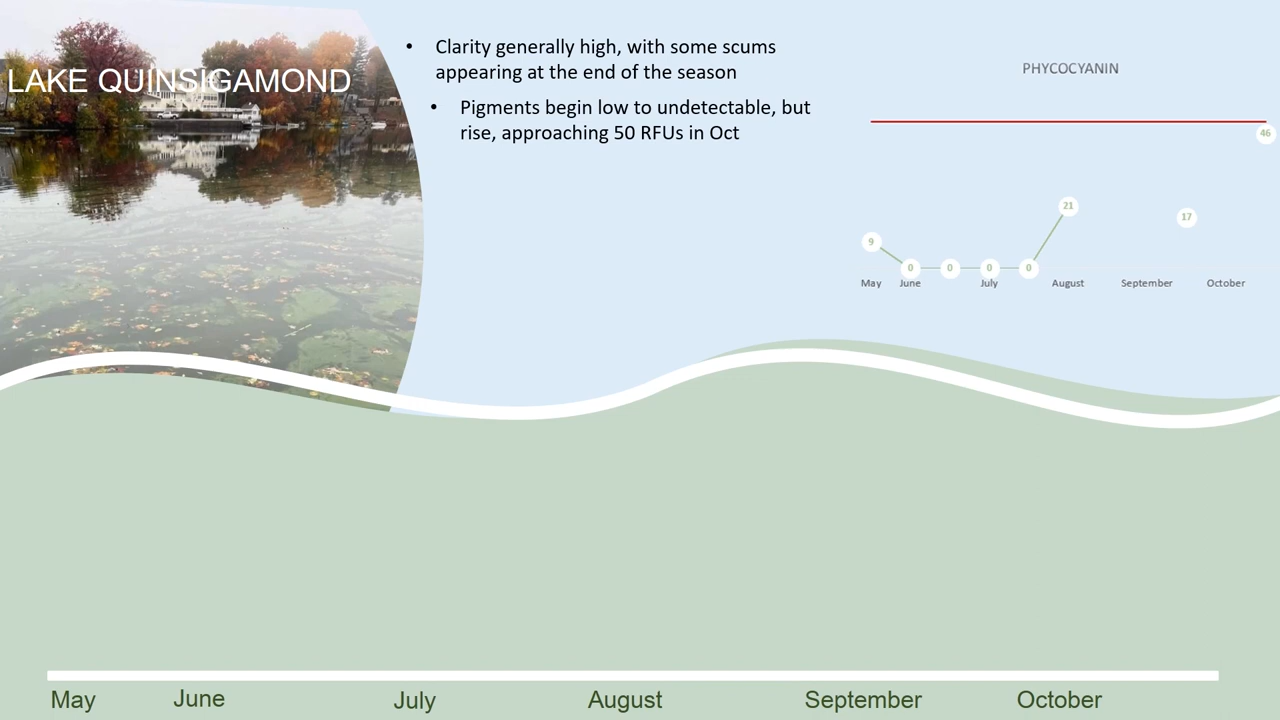 LAKE QUINSIGAMOND
• Clarity generally high, with some scums
appearing at the end of the season
• Pigments begin low to undetectable, but
rise, approaching 50 RFUs in Oct
PHYCOCYANIN
46
21
17
9
0 0 0 0
May June July August September October
May June July August September October